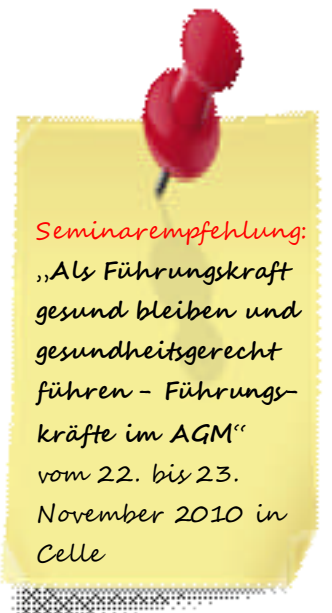 Seminarempfehlung:
„Als Führungskraft
gesund bleiben und
gesundheitsgerecht
führen – Führungs-
kräfte im AGM“
vom 22. bis 23.
November 2010 in
Celle